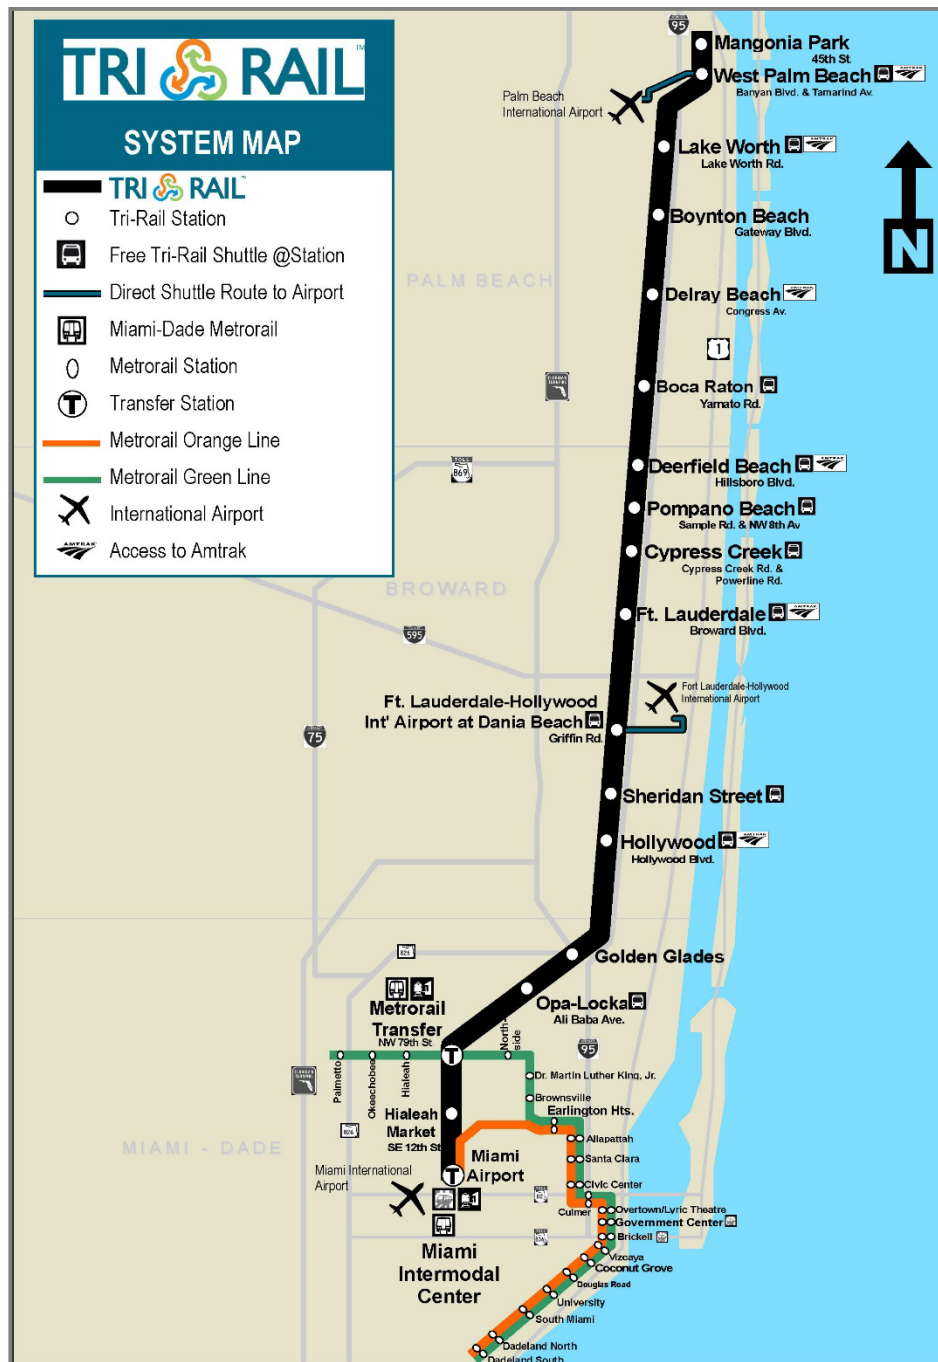 TRI RAIL™
SYSTEM MAP
TRI RAIL™
Tri-Rail Station
Free Tri-Rail Shuttle @Station
Direct Shuttle Route to Airport
Miami-Dade Metrorail
Metrorail Station
T
Transfer Station
Metrorail Orange Line
Metrorail Green Line
International Airport
AMTRAK
Access to Amtrak
95
Mangonia Park
45th St.
West Palm Beach
Banyan Blvd. & Tamarind Av.
Palm Beach
International Airport
Lake Worth
Lake Worth Rd.
N
Boynton Beach
Gateway Blvd.
PALM BEACH
Delray Beach
Congress Av.
1
Boca Raton
Yamato Rd.
Deerfield Beach
Hillsboro Blvd.
TOLL
869
Pompano Beach
Sample Rd. & NW 8th Av
Cypress Creek
Cypress Creek Rd. &
Powerline Rd.
BROWARD
Ft. Lauderdale
Broward Blvd.
595
Fort Lauderdale-Hollywood
International Airport
Ft. Lauderdale-Hollywood
Int' Airport at Dania Beach
Griffin Rd.
75
Sheridan Street
Hollywood
Hollywood Blvd.
826
Golden Glades
Opa-Locka
Ali Baba Ave.
Metrorail
Transfer
NW 79th St
T
North-
side
95
Palmetto
Okeechobee
Hialeah
Dr. Martin Luther King, Jr.
Brownsville
Earlington Hts.
Hialeah
Market
SE 12th St
826
MIAMI - DADE
Allapattah
Santa Clara
Civic Center
Miami
Airport
T
Miami International
Airport
Culmer
Overtown/Lyric Theatre
Government Center
Brickell
Vizcaya
Coconut Grove
Douglas Road
University
South Miami
Dadeland North
Dadeland South
Miami
Intermodal
Center